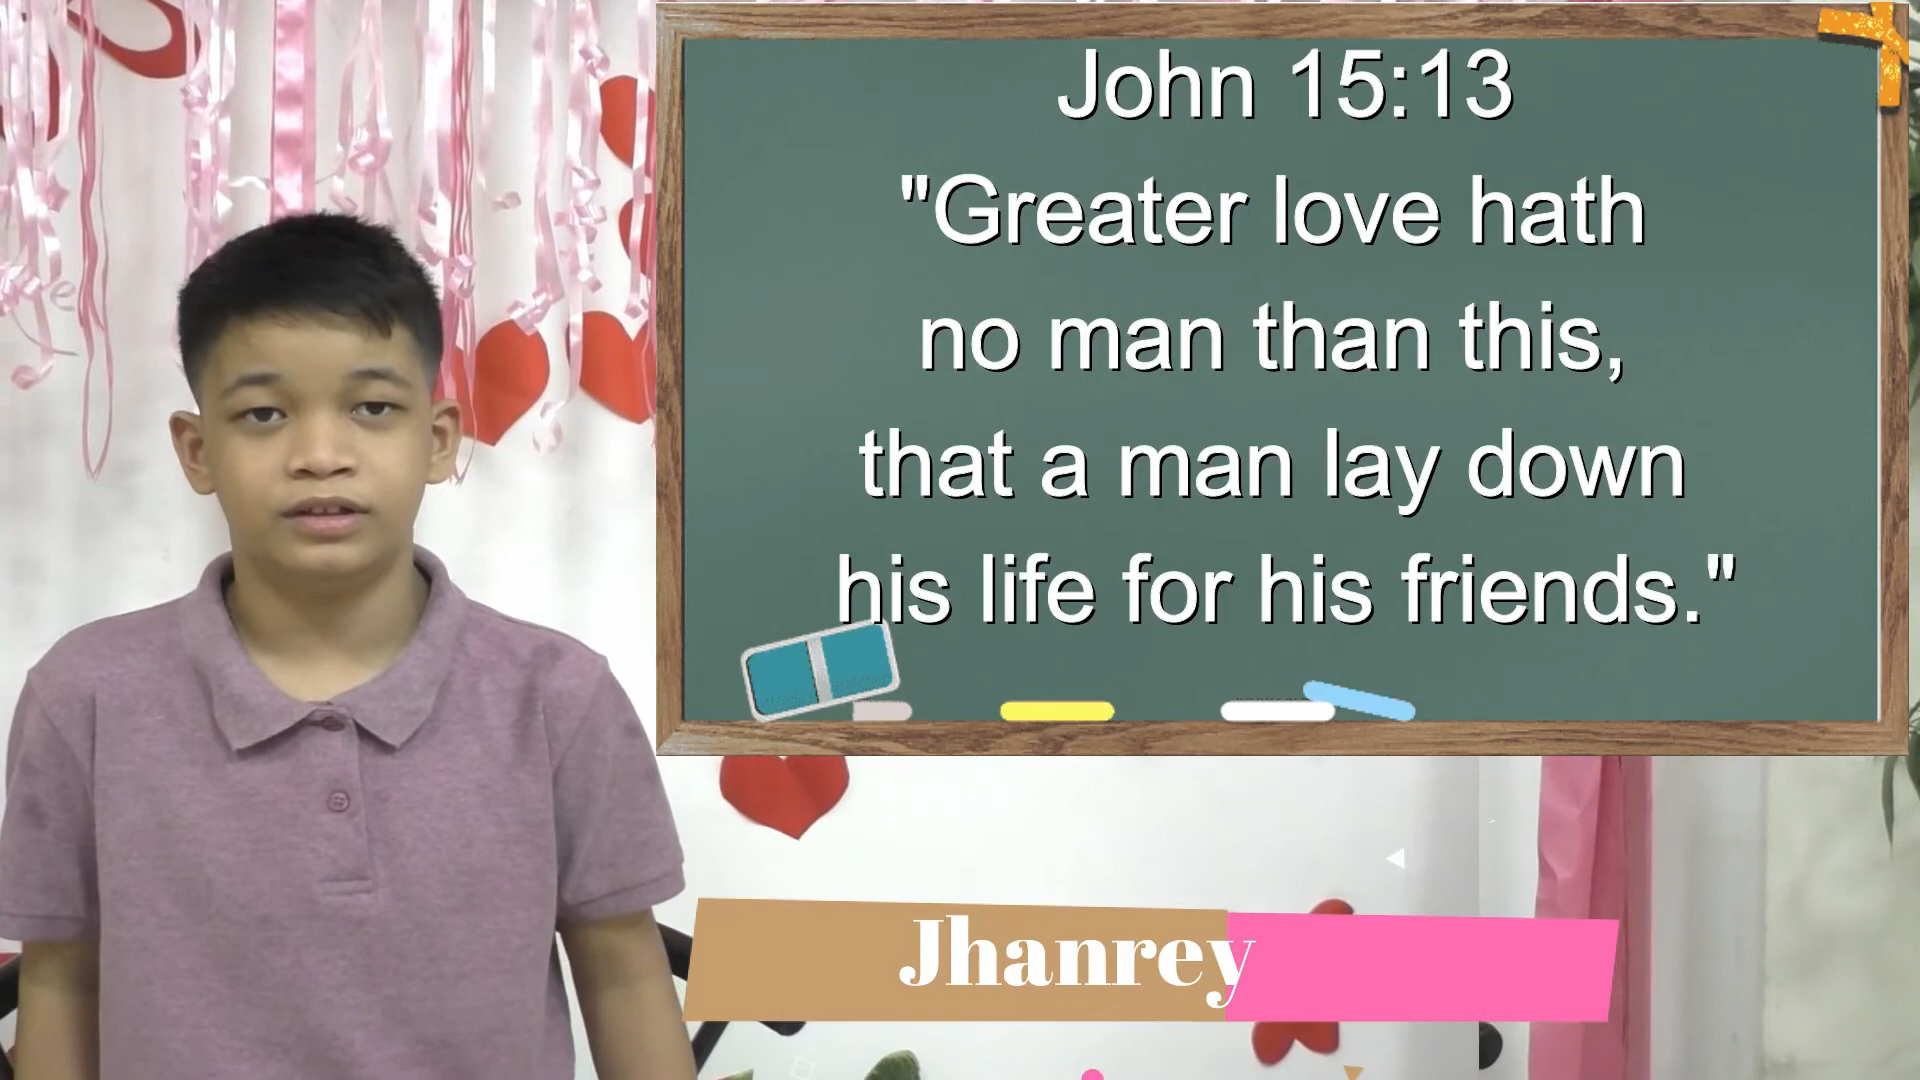 John 15:13
"Greater love hath
no man than this,
that a man lay down
his life for his friends."
Jhanrey